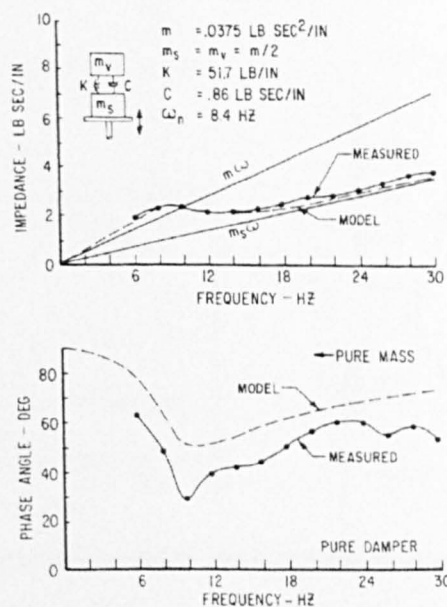 m = .0375 LB SEC²/IN
mₛ = mᵥ = m/2
K = 51.7 LB/IN
C = .86 LB SEC/IN
ωₙ = 8.4 HZ
mᵥ
K C
mₛ
IMPEDANCE - LB SEC/IN
10
8
6
4
2
0
mω
MEASURED
MODEL
mₛω
0 6 12 18 24 30
FREQUENCY - HZ
PHASE ANGLE - DEG
80
60
40
20
0
PURE MASS
MODEL
MEASURED
PURE DAMPER
6 12 18 24 30
FREQUENCY - HZ